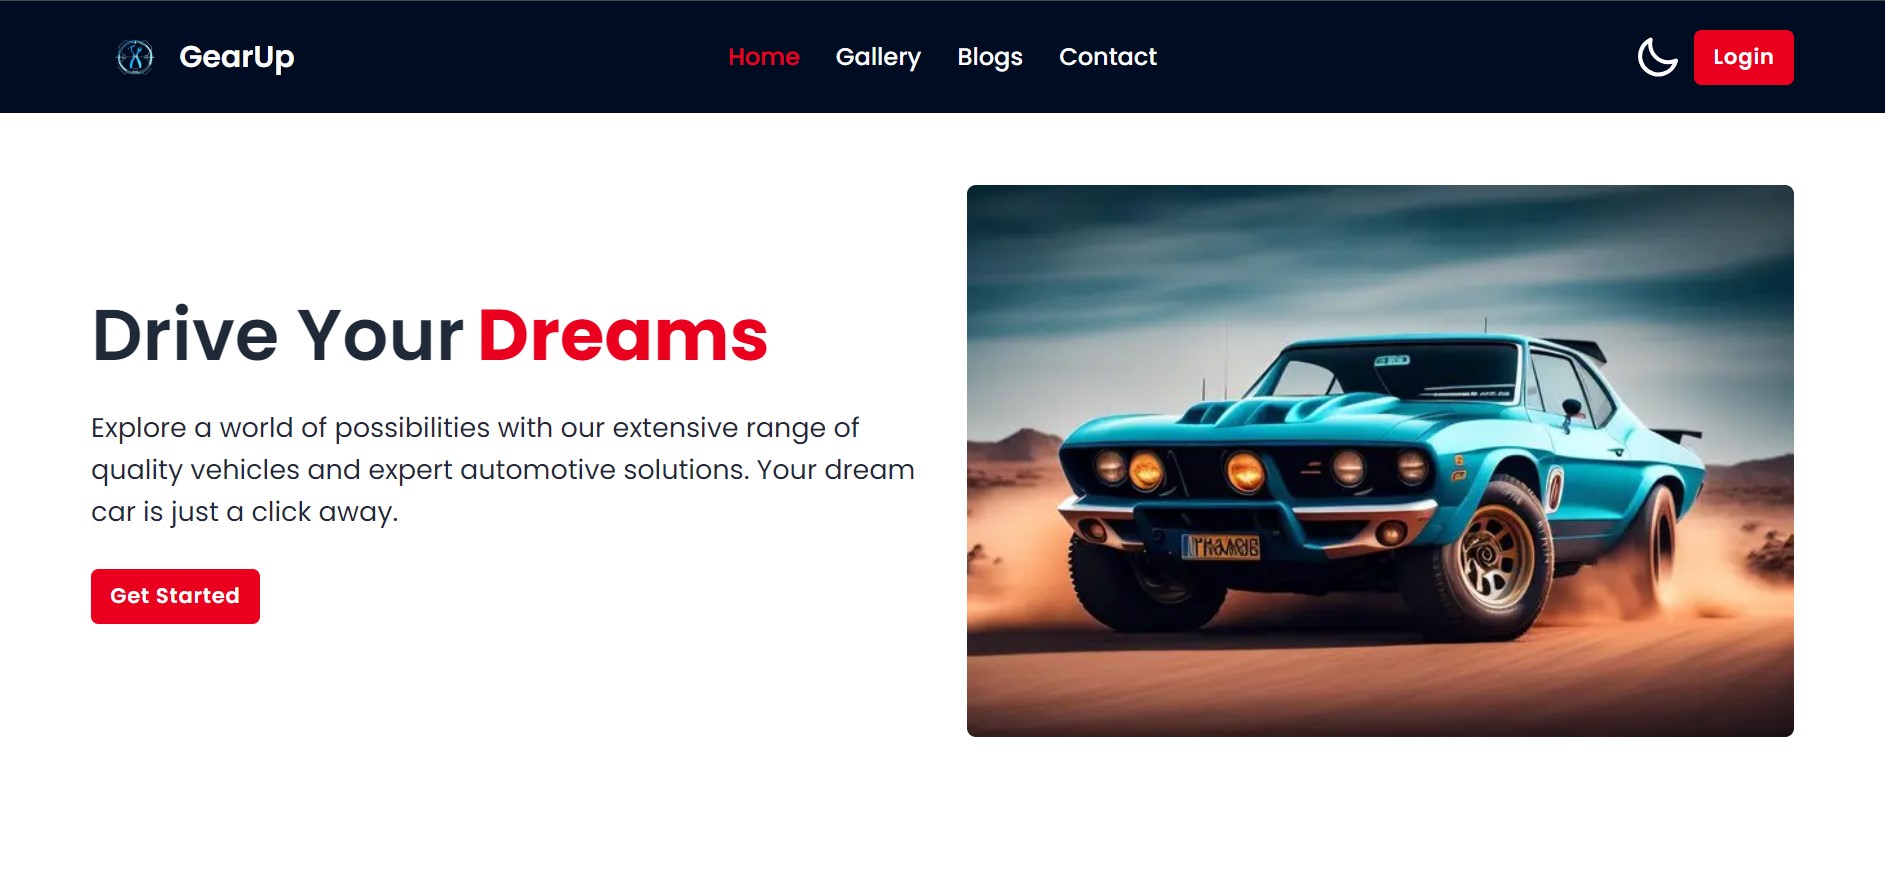 GearUp
Home Gallery Blogs Contact
Login
Drive Your Dreams
Explore a world of possibilities with our extensive range of
quality vehicles and expert automotive solutions. Your dream
car is just a click away.
Get Started